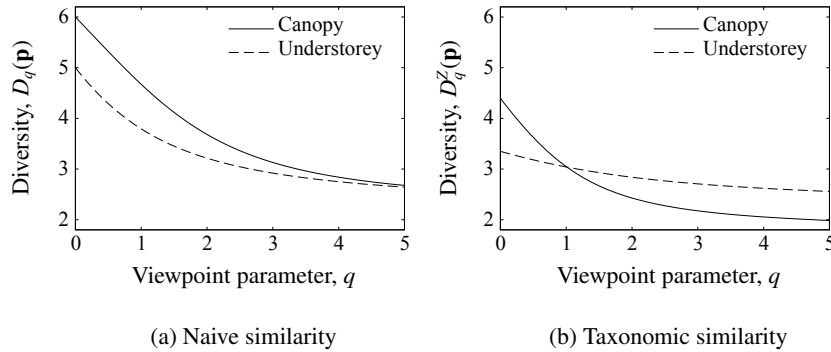 6
5
4
3
2
0 1 2 3 4 5
Diversity, D_q(p)
Viewpoint parameter, q
Canopy
Understorey
(a) Naive similarity
6
5
4
3
2
0 1 2 3 4 5
Diversity, D_q^Z(p)
Viewpoint parameter, q
Canopy
Understorey
(b) Taxonomic similarity